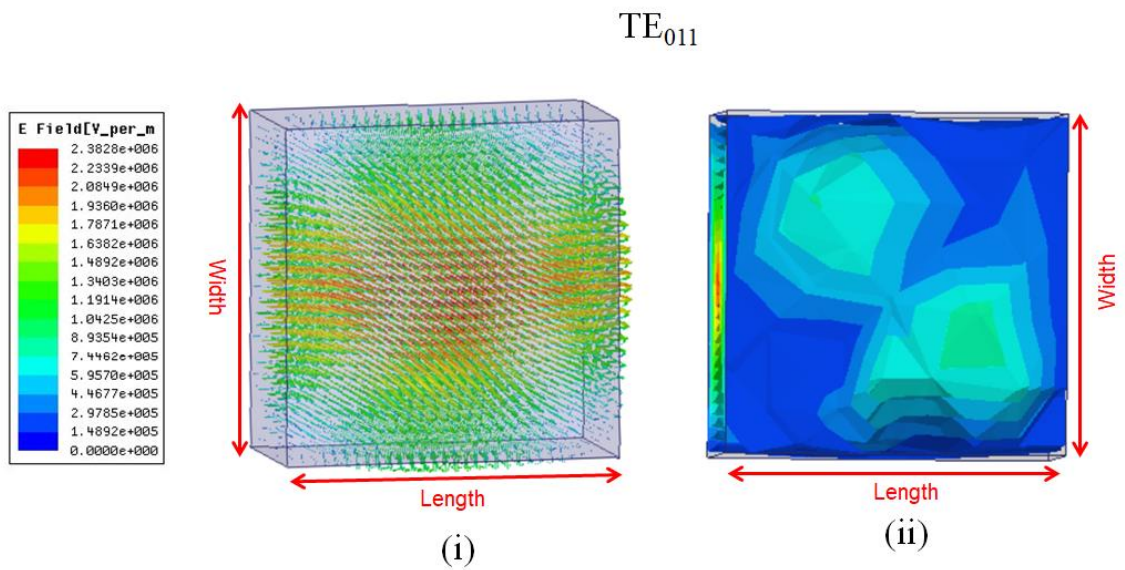 TE011
E Field[V_per_m
2.3828e+006
2.2339e+006
2.0849e+006
1.9360e+006
1.7871e+006
1.6382e+006
1.4892e+006
1.3403e+006
1.1914e+006
1.0425e+006
8.9354e+005
7.4462e+005
5.9570e+005
4.4677e+005
2.9785e+005
1.4892e+005
0.0000e+000
Width
Length
(i)
Width
Length
(ii)